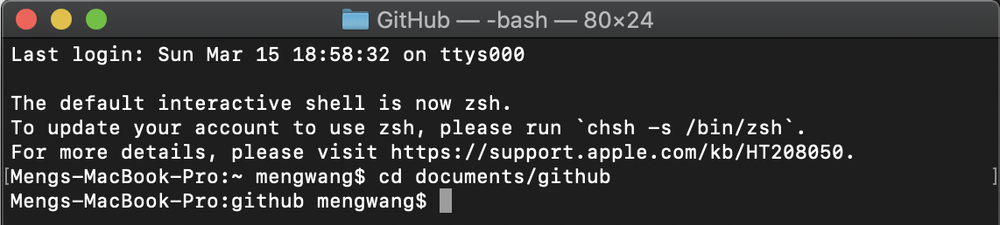 GitHub — -bash — 80×24
Last login: Sun Mar 15 18:58:32 on ttys000
The default interactive shell is now zsh.
To update your account to use zsh, please run `chsh -s /bin/zsh`.
For more details, please visit https://support.apple.com/kb/HT208050.
[Mengs-MacBook-Pro:~ mengwang$ cd documents/github ]
Mengs-MacBook-Pro:github mengwang$